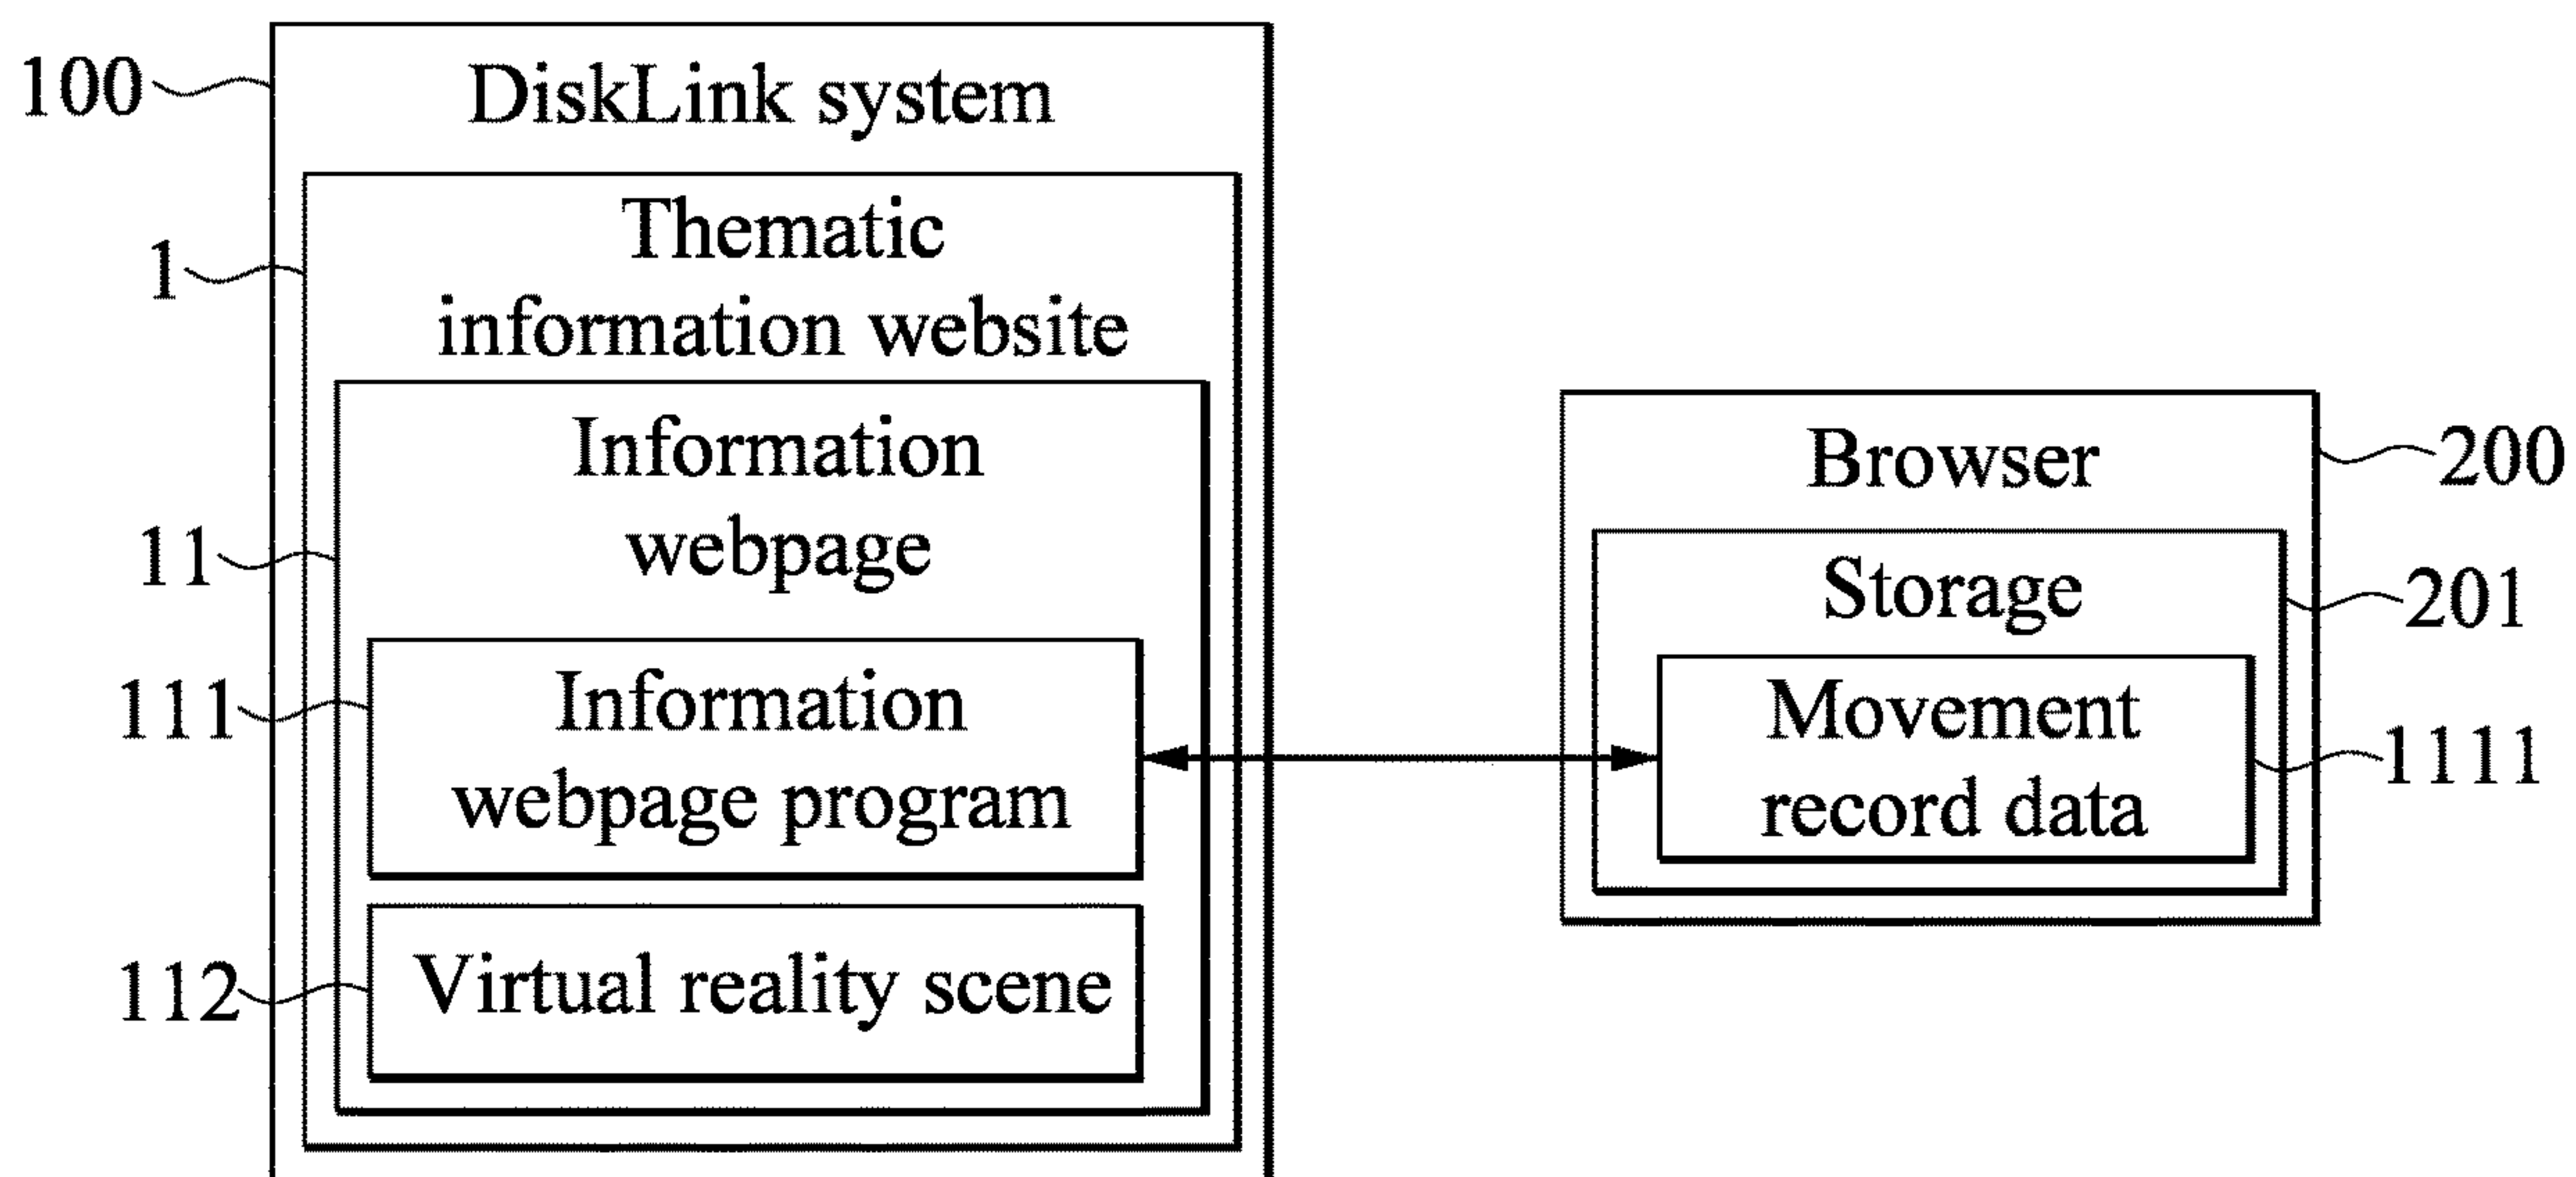 100
DiskLink system
1
Thematic
information website
11
Information
webpage
111
Information
webpage program
112
Virtual reality scene
Browser
200
Storage
201
Movement
record data
1111